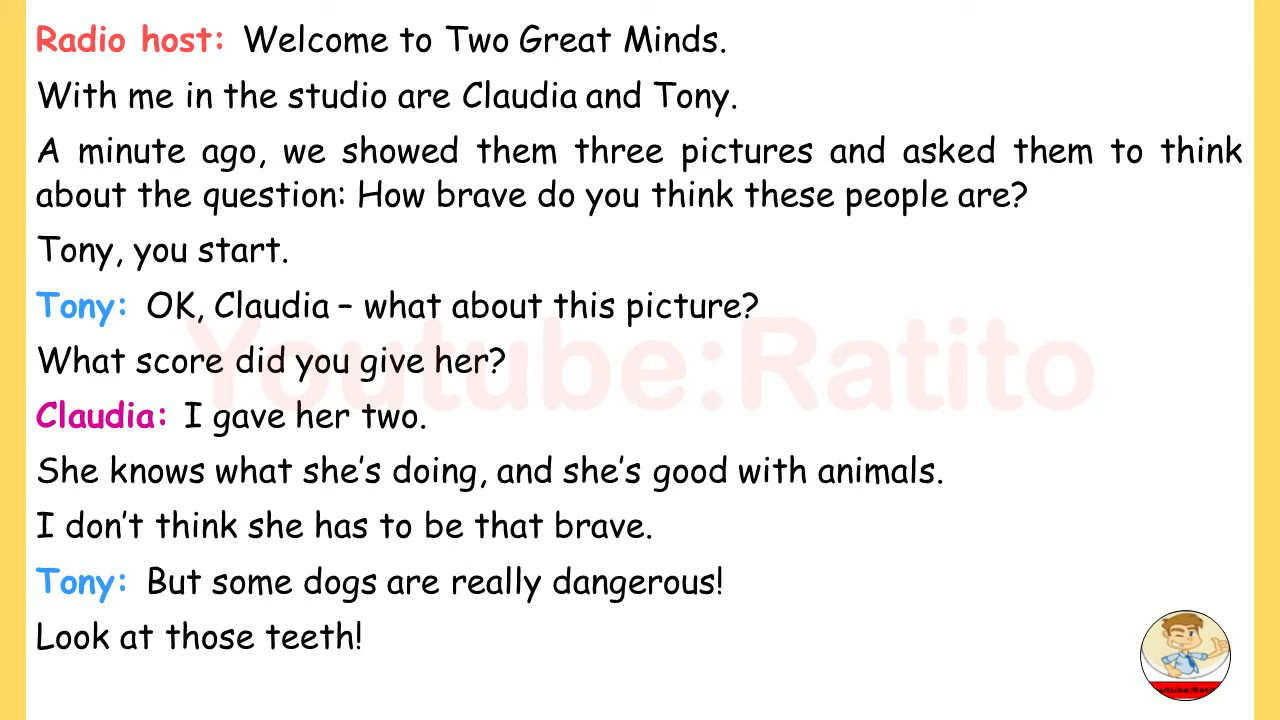 Radio host: Welcome to Two Great Minds.
With me in the studio are Claudia and Tony.
A minute ago, we showed them three pictures and asked them to think
about the question: How brave do you think these people are?
Tony, you start.
Tony: OK, Claudia – what about this picture?
Youtube:Ratito
What score did you give her?
Claudia: I gave her two.
She knows what she’s doing, and she’s good with animals.
I don’t think she has to be that brave.
Tony: But some dogs are really dangerous!
Look at those teeth!